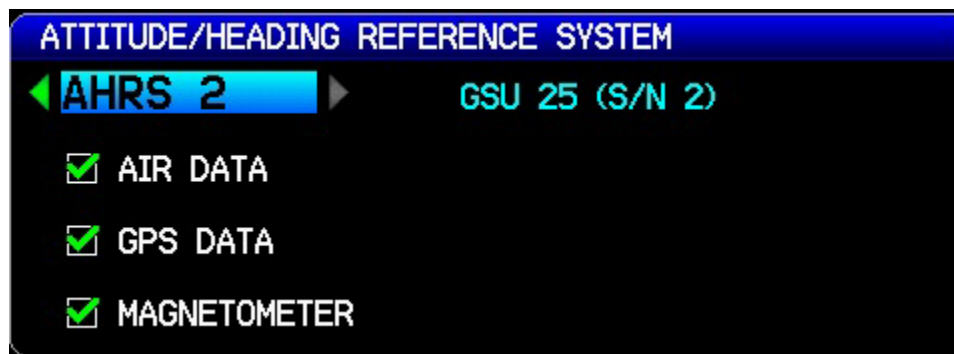 ATTITUDE/HEADING REFERENCE SYSTEM
AHRS 2 GSU 25 (S/N 2)
AIR DATA
GPS DATA
MAGNETOMETER